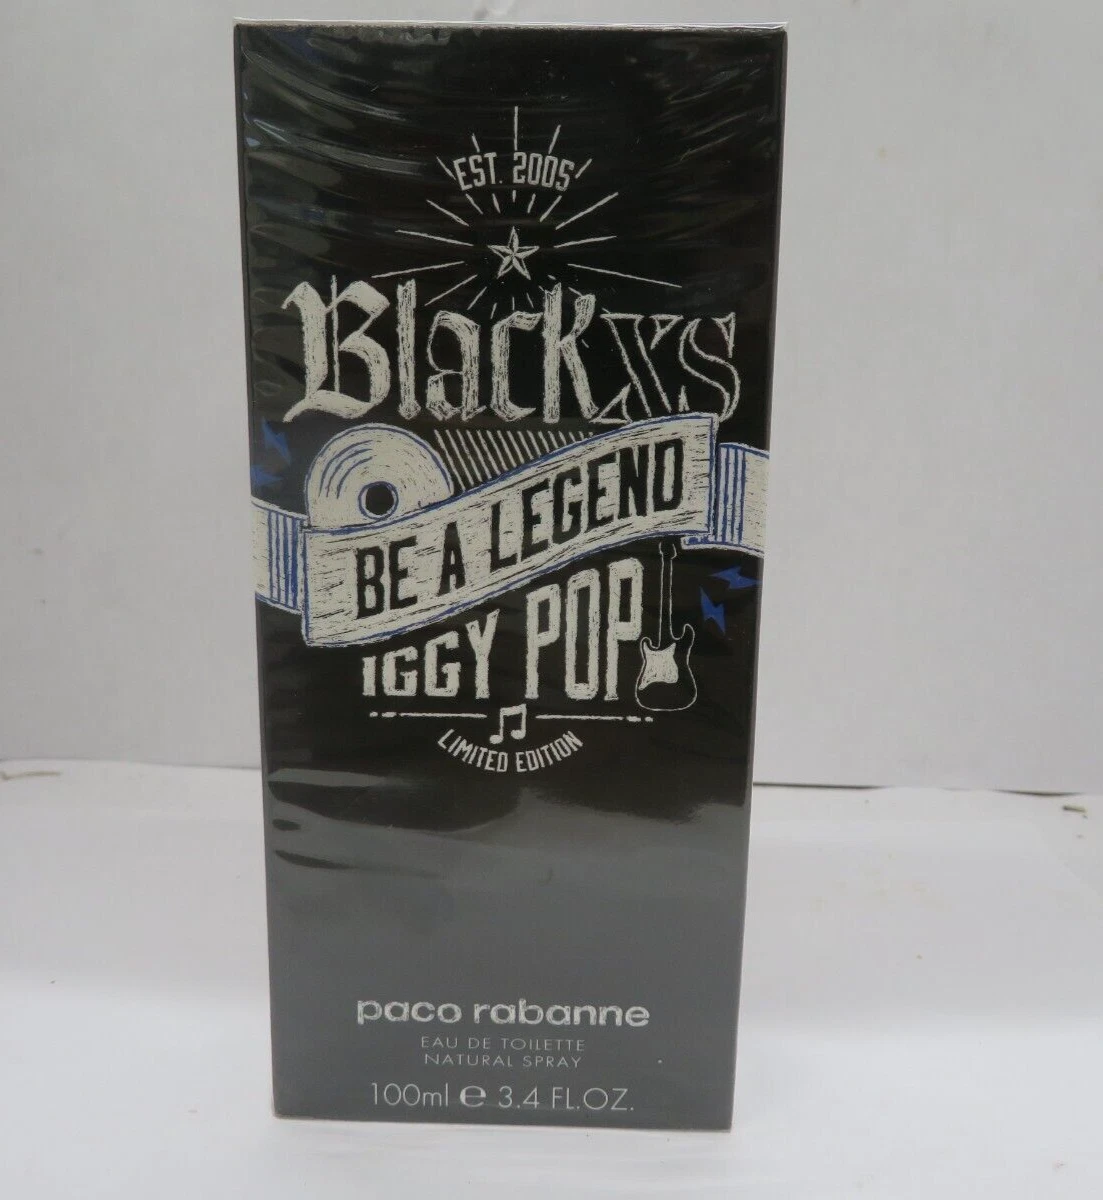 EST. 2005
Black XS
BE A LEGEND
IGGY POP
LIMITED EDITION
paco rabanne
EAU DE TOILETTE
NATURAL SPRAY
100ml e 3.4 FL.OZ.